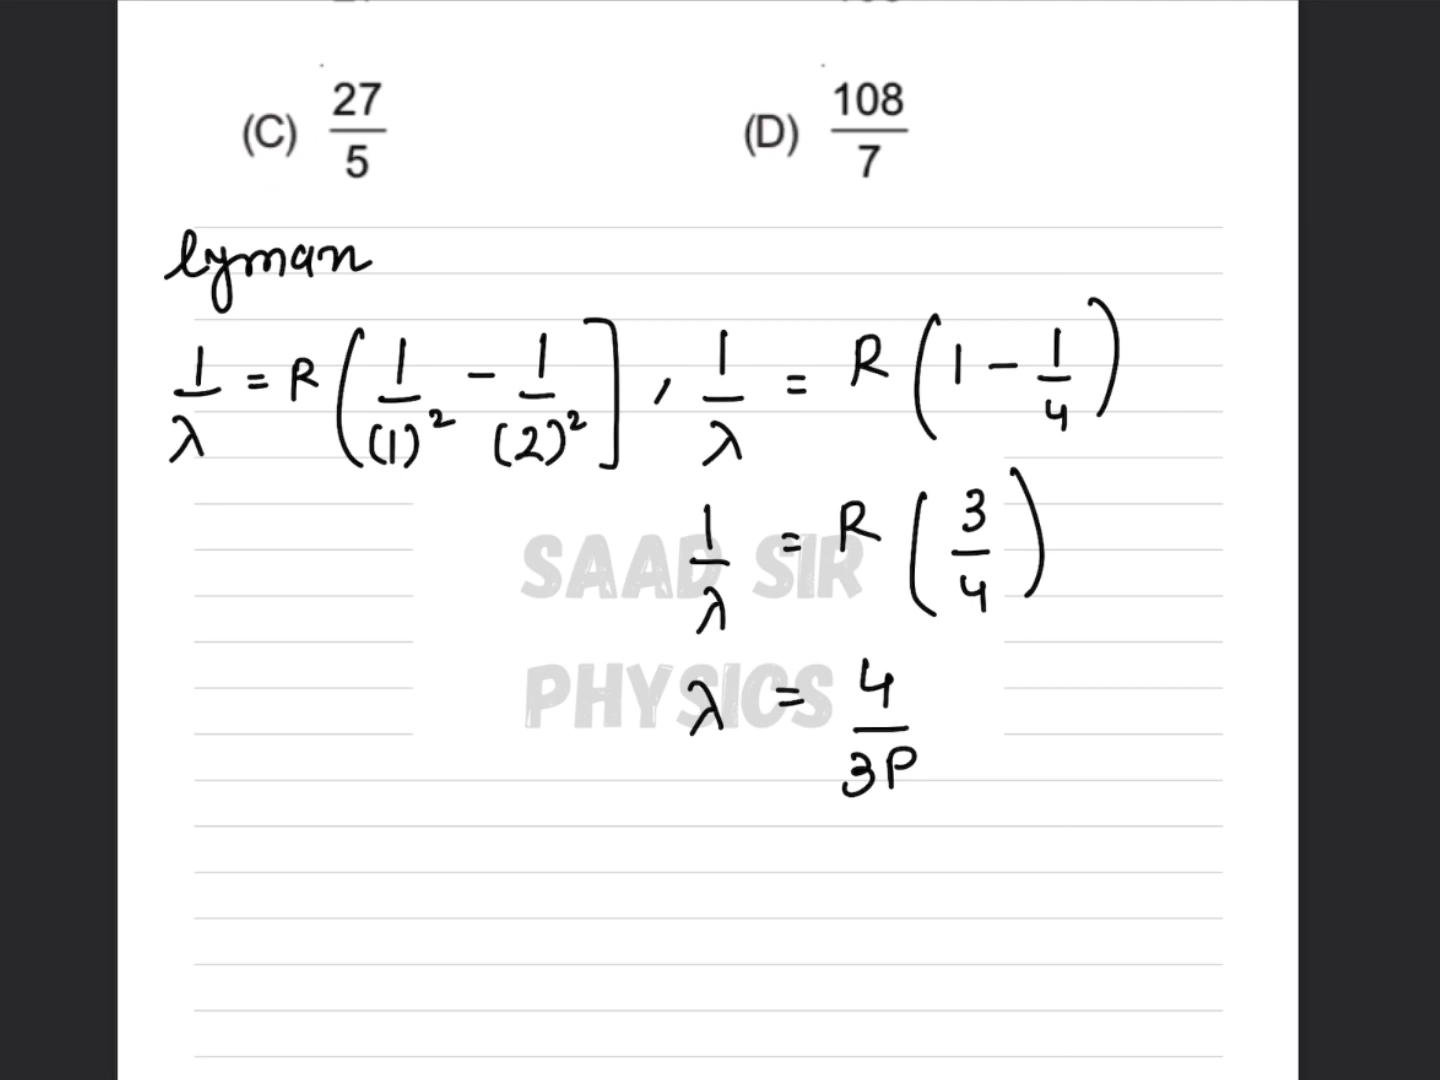 (C) 27/5 (D) 108/7
lyman
1/λ = R(1/(1)² - 1/(2)²], 1/λ = R(1 - 1/4)
1/λ = R(3/4)
SAAD SIR
λ = 4/3P
PHYSICS